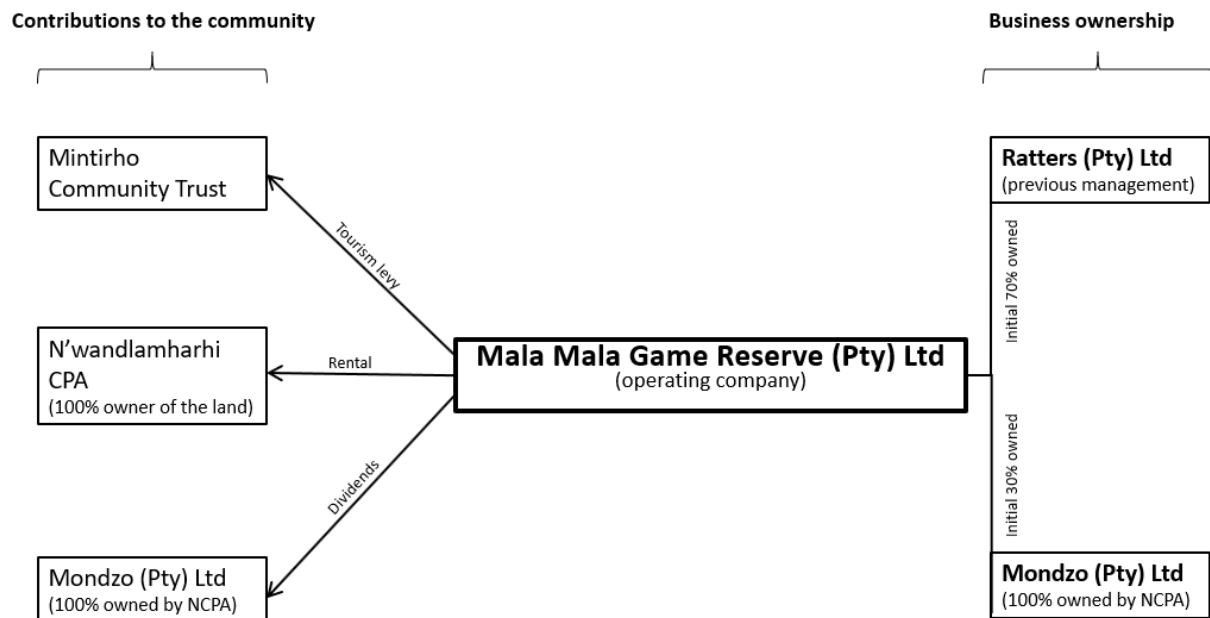 Contributions to the community
Business ownership
Mintirho
Community Trust
Ratters (Pty) Ltd
(previous management)
Tourism levy
Initial 70% owned
N'wandlamharhi
CPA
(100% owner of the land)
Rental
Mala Mala Game Reserve (Pty) Ltd
(operating company)
Dividends
Initial 30% owned
Mondzo (Pty) Ltd
(100% owned by NCPA)
Mondzo (Pty) Ltd
(100% owned by NCPA)